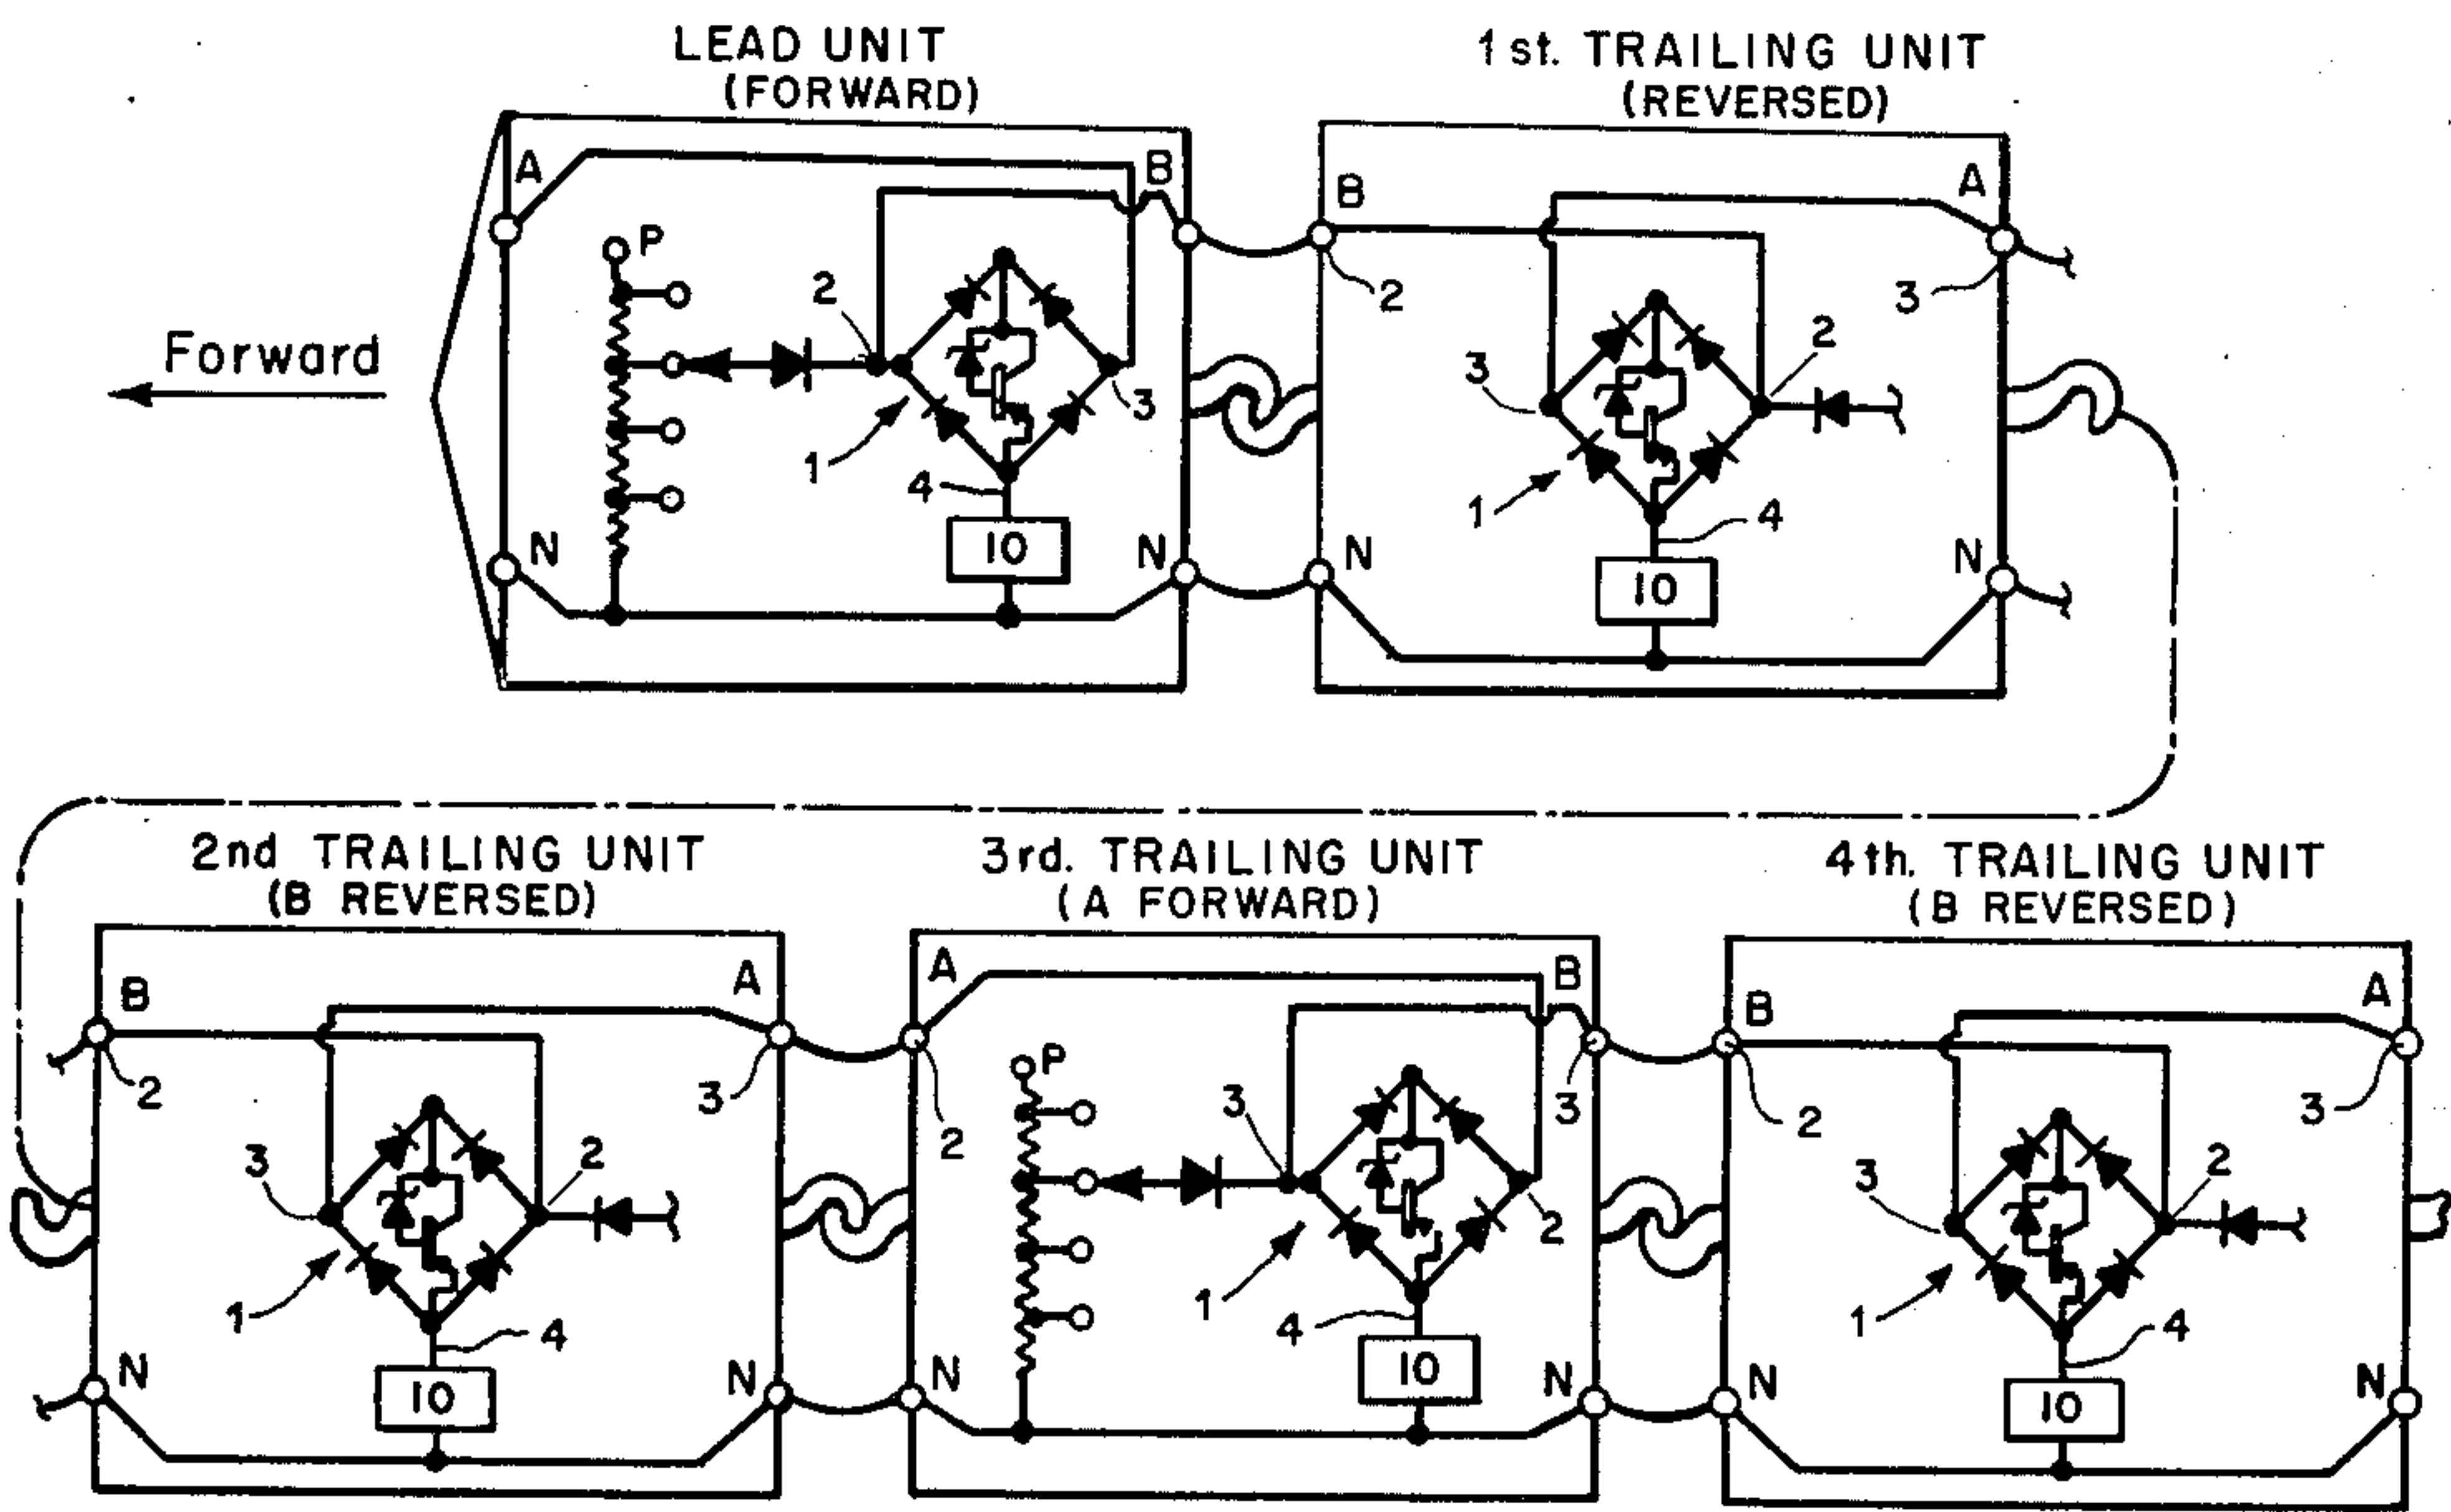 LEAD UNIT
(FORWARD)
1st. TRAILING UNIT
(REVERSED)
A
B
B
A
P
2
2
3
Forward
3
2
3
1
4
1
4
N
10
N
N
10
N
2nd TRAILING UNIT
(B REVERSED)
3rd. TRAILING UNIT
(A FORWARD)
4th. TRAILING UNIT
(B REVERSED)
B
A
A
B
B
A
2
3
P
2
3
3
2
3
3
2
2
3
2
1
4
1
4
1
4
N
10
N
N
10
N
N
10
N